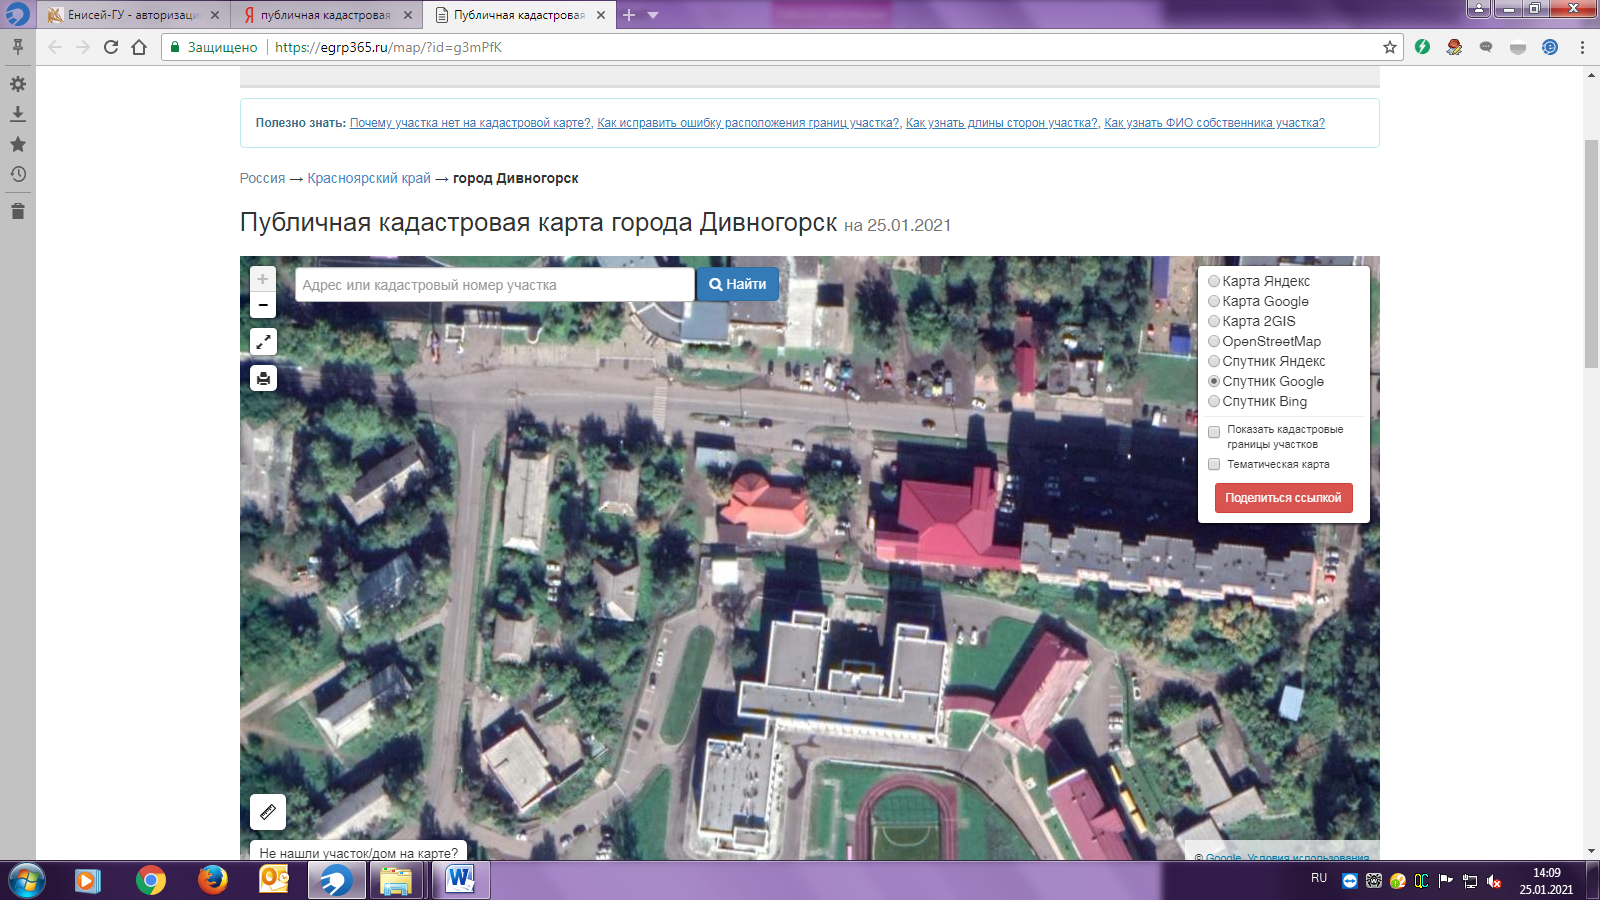 Енисей-ГУ - авторизаци
публичная кадастровая
Публичная кадастровая
Защищено
https://egrp365.ru/map/?id=g3mPfK
Полезно знать: Почему участка нет на кадастровой карте?, Как исправить ошибку расположения границ участка?, Как узнать длины сторон участка?, Как узнать ФИО собственника участка?
Россия → Красноярский край → город Дивногорск
Публичная кадастровая карта города Дивногорск на 25.01.2021
Адрес или кадастровый номер участка
Найти
Карта Яндекс
Карта Google
Карта 2GIS
OpenStreetMap
Спутник Яндекс
Спутник Google
Спутник Bing
Показать кадастровые
границы участков
Тематическая карта
Поделиться ссылкой
Не нашли участок/дом на карте?
© Google, Условия использования
RU
14:09
25.01.2021